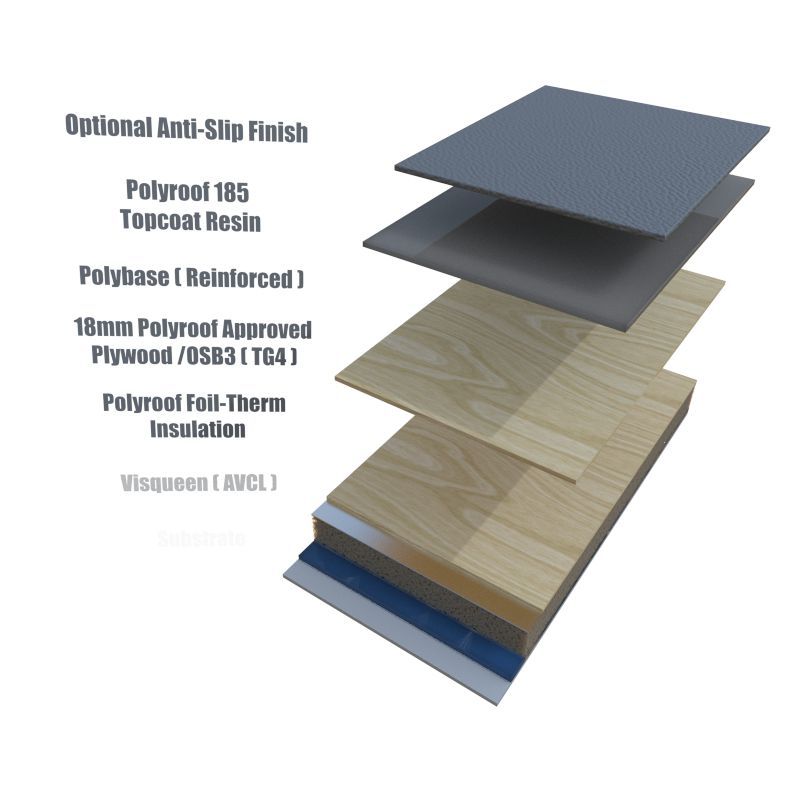 Optional Anti-Slip Finish
Polyroof 185
Topcoat Resin
Polybase ( Reinforced )
18mm Polyroof Approved
Plywood /OSB3 ( TG4 )
Polyroof Foil-Therm
Insulation
Visqueen ( AVCL )
Substrate